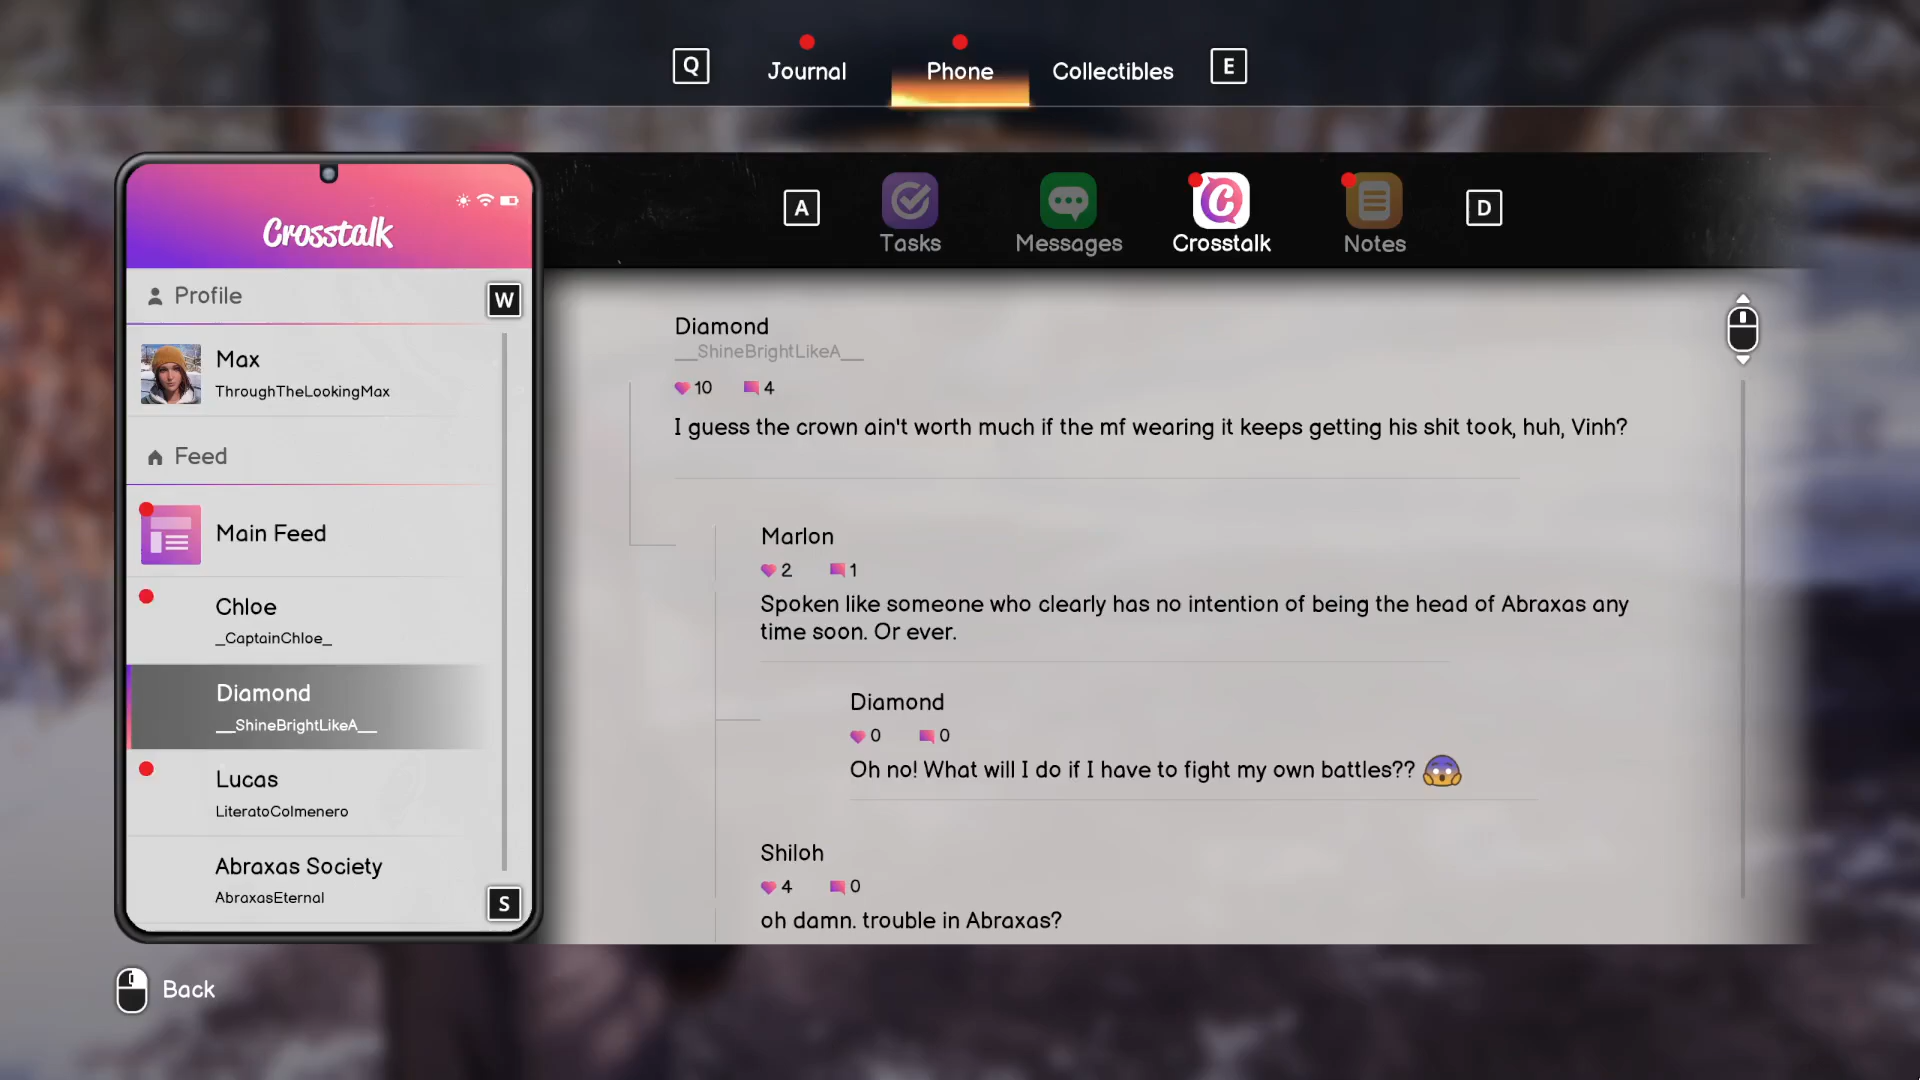 Q
Journal
Phone
Collectibles
E
Crosstalk
A
Tasks
Messages
Crosstalk
Notes
D
Profile
W
Max
ThroughTheLookingMax
Feed
Main Feed
Chloe
_CaptainChloe_
Diamond
__ShineBrightLikeA__
Lucas
LiteratoColmenero
Abraxas Society
AbraxasEternal
S
Diamond
__ShineBrightLikeA__
10 4
I guess the crown ain't worth much if the mf wearing it keeps getting his shit took, huh, Vinh?
Marlon
2 1
Spoken like someone who clearly has no intention of being the head of Abraxas any
time soon. Or ever.
Diamond
0 0
Oh no! What will I do if I have to fight my own battles?? 😱
Shiloh
4 0
oh damn. trouble in Abraxas?
Back